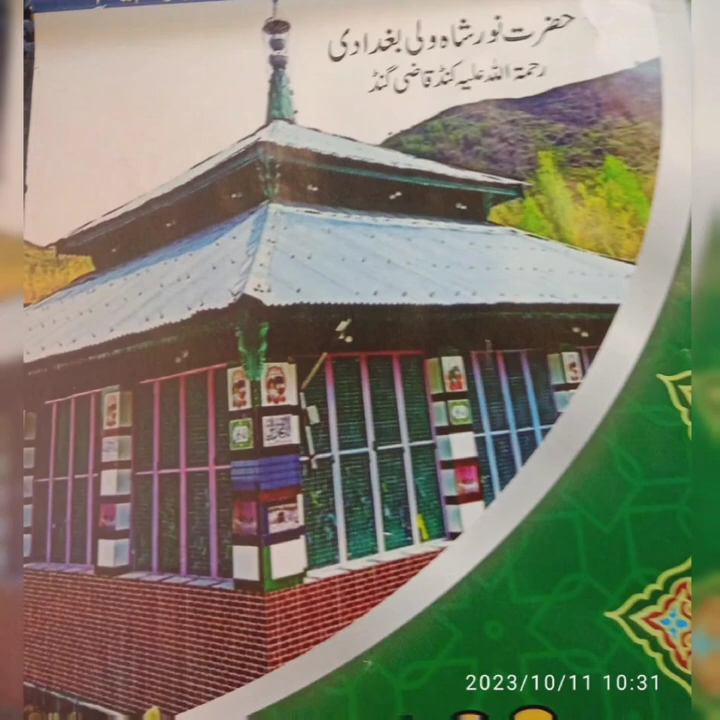 حضرت نور شاہ ولی بغدادی
رحمۃ اللہ علیہ کنڈ قاضی گنڈ
2023/10/11 10:31